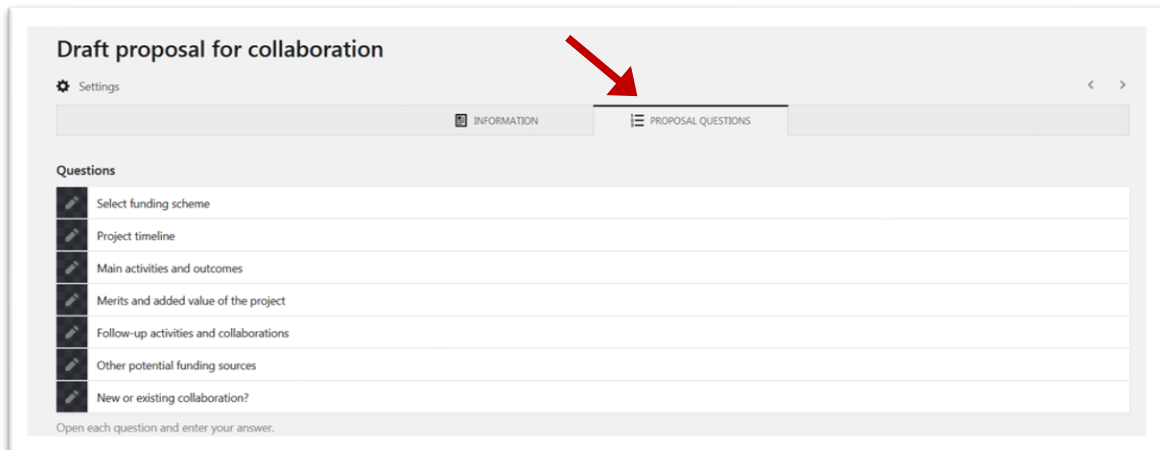 Draft proposal for collaboration
Settings
INFORMATION
PROPOSAL QUESTIONS
Questions
Select funding scheme
Project timeline
Main activities and outcomes
Merits and added value of the project
Follow-up activities and collaborations
Other potential funding sources
New or existing collaboration?
Open each question and enter your answer.